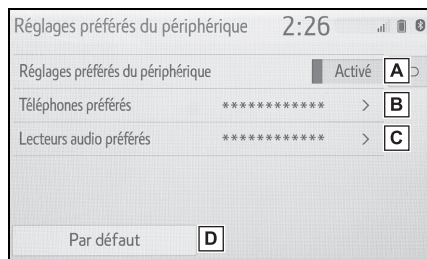 Réglages préférés du périphérique 2:26
Réglages préférés du périphérique Activé A
Téléphones préférés ************ > B
Lecteurs audio préférés ************ > C
Par défaut D